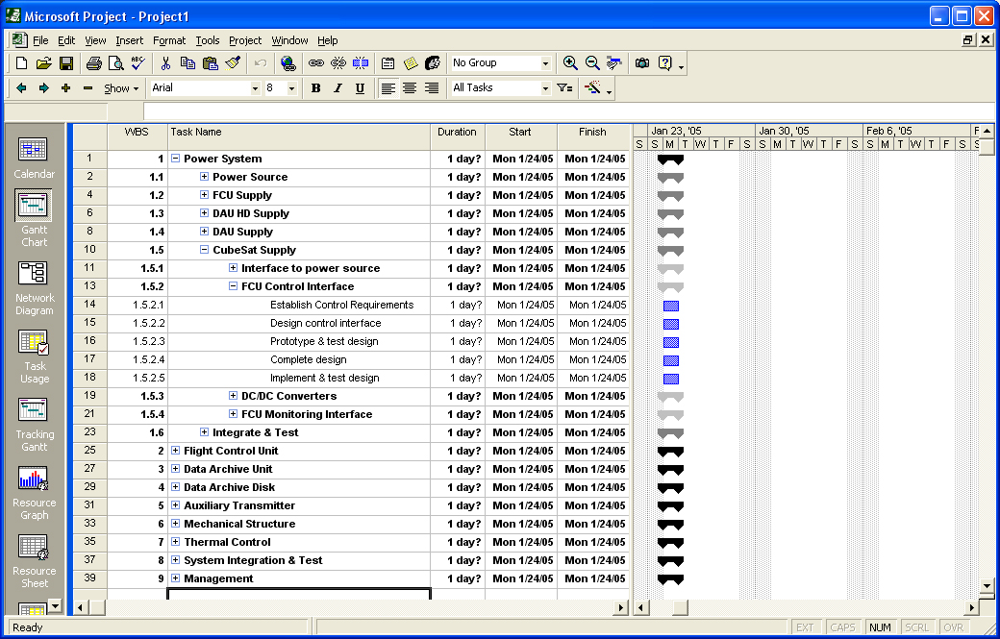 Microsoft Project - Project1
File Edit View Insert Format Tools Project Window Help
ABC No Group ?
Show Arial 8 B I U All Tasks
WBS Task Name Duration Start Finish Jan 23, '05 Jan 30, '05 Feb 6, '05 F
S S M T W T F S S M T W T F S S M T W T F S S
1 1 Power System 1 day? Mon 1/24/05 Mon 1/24/05
2 1.1 Power Source 1 day? Mon 1/24/05 Mon 1/24/05
4 1.2 FCU Supply 1 day? Mon 1/24/05 Mon 1/24/05
6 1.3 DAU HD Supply 1 day? Mon 1/24/05 Mon 1/24/05
8 1.4 DAU Supply 1 day? Mon 1/24/05 Mon 1/24/05
10 1.5 CubeSat Supply 1 day? Mon 1/24/05 Mon 1/24/05
11 1.5.1 Interface to power source 1 day? Mon 1/24/05 Mon 1/24/05
13 1.5.2 FCU Control Interface 1 day? Mon 1/24/05 Mon 1/24/05
14 1.5.2.1 Establish Control Requirements 1 day? Mon 1/24/05 Mon 1/24/05
15 1.5.2.2 Design control interface 1 day? Mon 1/24/05 Mon 1/24/05
16 1.5.2.3 Prototype & test design 1 day? Mon 1/24/05 Mon 1/24/05
17 1.5.2.4 Complete design 1 day? Mon 1/24/05 Mon 1/24/05
18 1.5.2.5 Implement & test design 1 day? Mon 1/24/05 Mon 1/24/05
19 1.5.3 DC/DC Converters 1 day? Mon 1/24/05 Mon 1/24/05
21 1.5.4 FCU Monitoring Interface 1 day? Mon 1/24/05 Mon 1/24/05
23 1.6 Integrate & Test 1 day? Mon 1/24/05 Mon 1/24/05
25 2 Flight Control Unit 1 day? Mon 1/24/05 Mon 1/24/05
27 3 Data Archive Unit 1 day? Mon 1/24/05 Mon 1/24/05
29 4 Data Archive Disk 1 day? Mon 1/24/05 Mon 1/24/05
31 5 Auxiliary Transmitter 1 day? Mon 1/24/05 Mon 1/24/05
33 6 Mechanical Structure 1 day? Mon 1/24/05 Mon 1/24/05
35 7 Thermal Control 1 day? Mon 1/24/05 Mon 1/24/05
37 8 System Integration & Test 1 day? Mon 1/24/05 Mon 1/24/05
39 9 Management 1 day? Mon 1/24/05 Mon 1/24/05
Calendar
Gantt
Chart
Network
Diagram
Task
Usage
Tracking
Gantt
Resource
Graph
Resource
Sheet
Ready EXT CAPS NUM SCRL OVR